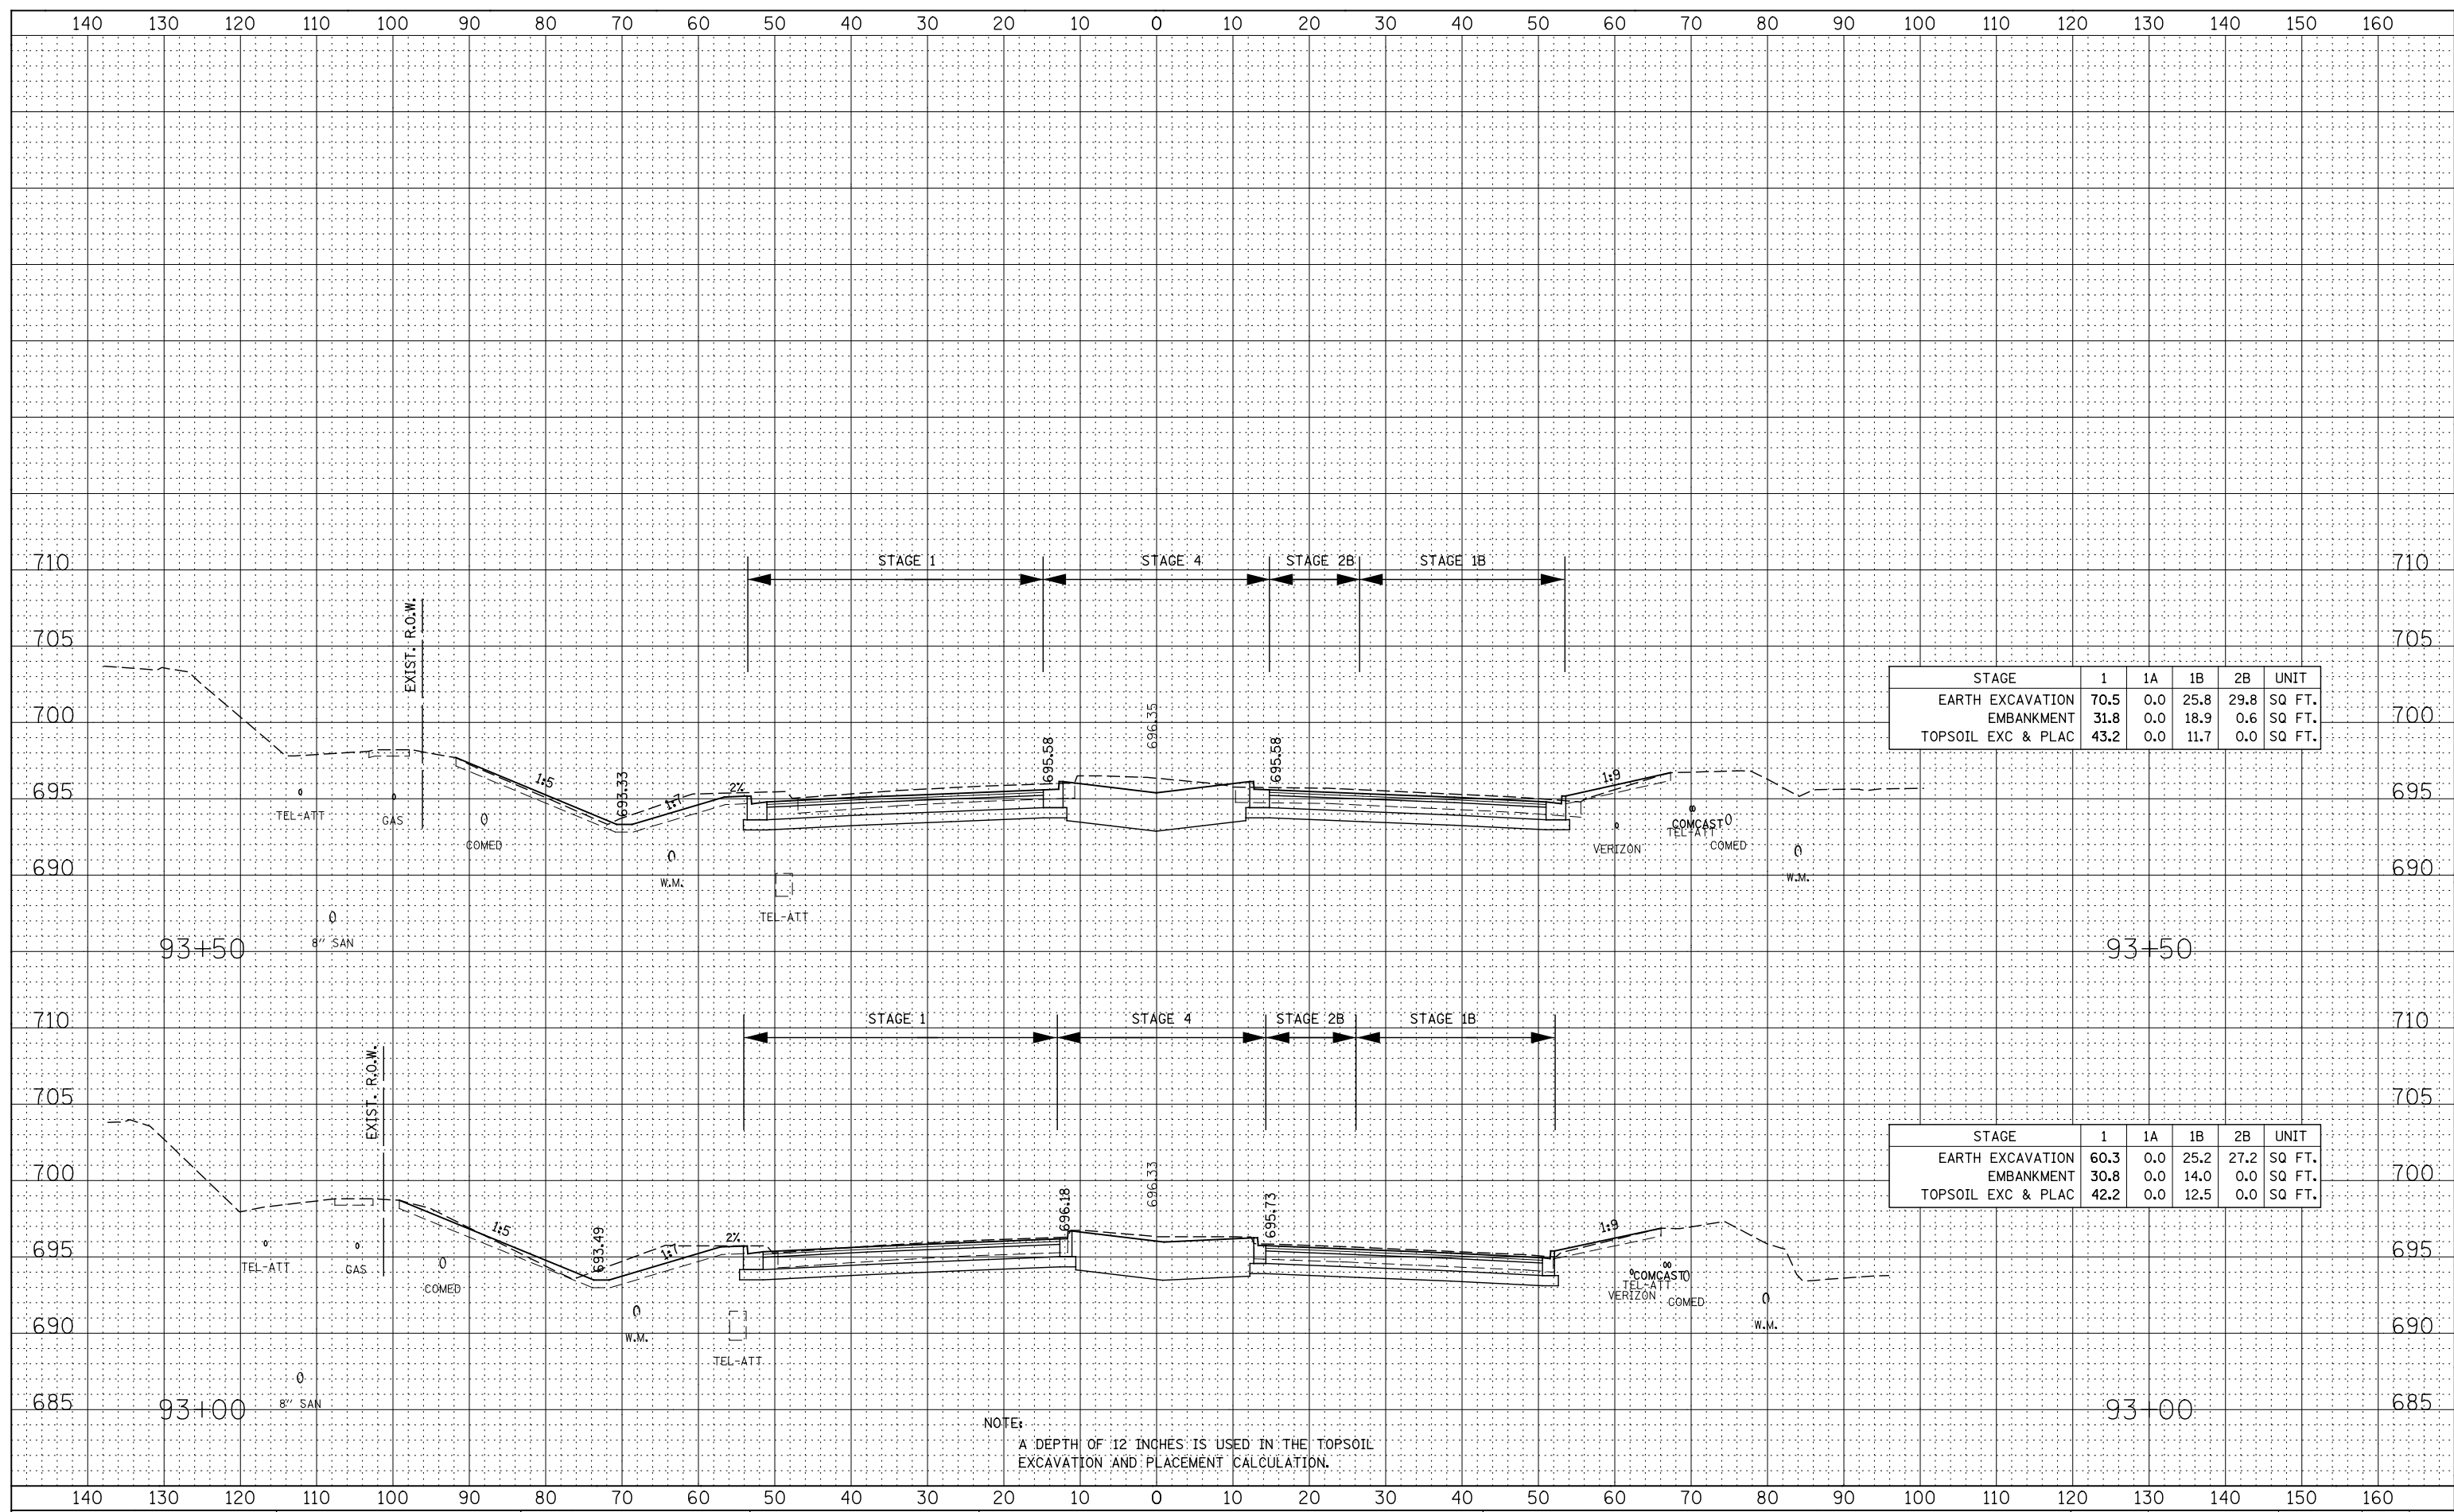 140 130 120 110 100 90 80 70 60 50 40 30 20 10 0 10 20 30 40 50 60 70 80 90 100 110 120 130 140 150 160
710 STAGE 1 STAGE 4 STAGE 2B STAGE 1B 710
EXIST. R.O.W.
705 705
STAGE 1 1A 1B 2B UNIT
EARTH EXCAVATION 70.5 0.0 25.8 29.8 SQ FT.
EMBANKMENT 31.8 0.0 18.9 0.6 SQ FT.
TOPSOIL EXC & PLAC 43.2 0.0 11.7 0.0 SQ FT.
700 696.35 700
695.58 695.58
695 1:5 693.33 1:7 2% 1:9 695
TEL-ATT GAS COMED COMCAST TEL-ATT
VERIZON COMED
690 W.M. W.M. 690
TEL-ATT
8'' SAN
93+50 93+50
710 STAGE 1 STAGE 4 STAGE 2B STAGE 1B 710
EXIST. R.O.W.
705 705
STAGE 1 1A 1B 2B UNIT
EARTH EXCAVATION 60.3 0.0 25.2 27.2 SQ FT.
EMBANKMENT 30.8 0.0 14.0 0.0 SQ FT.
TOPSOIL EXC & PLAC 42.2 0.0 12.5 0.0 SQ FT.
700 696.33 700
696.18 695.73
695 1:5 693.49 1:7 2% 1:9 695
TEL-ATT GAS COMED COMCAST TEL-ATT
VERIZON COMED
690 W.M. W.M. 690
TEL-ATT
685 93+00 8'' SAN 93+00 685
NOTE:
A DEPTH OF 12 INCHES IS USED IN THE TOPSOIL
EXCAVATION AND PLACEMENT CALCULATION.
140 130 120 110 100 90 80 70 60 50 40 30 20 10 0 10 20 30 40 50 60 70 80 90 100 110 120 130 140 150 160